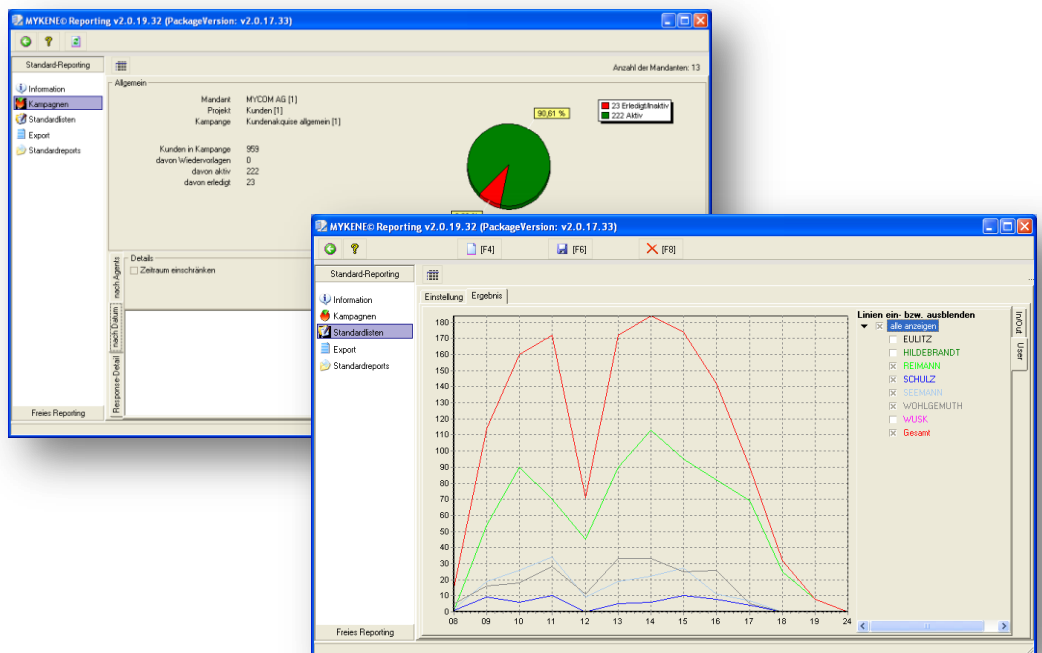 MYKENE© Reporting v2.0.19.32 (PackageVersion: v2.0.17.33)
Standard-Reporting
Anzahl der Mandanten: 13
Information
Kampagnen
Standardlisten
Export
Standardreports
Freies Reporting
Allgemein
Mandant MYCOM AG [1]
Projekt Kunden [1]
Kampange Kundenakquise allgemein [1]
Kunden in Kampange 959
davon Wiedervorlagen 0
davon aktiv 222
davon erledigt 23
90,61 %
23 Erledigt/Inaktiv
222 Aktiv
Details
Zeitraum einschränken
nach Agents
nach Datum
Response-Detail
MYKENE© Reporting v2.0.19.32 (PackageVersion: v2.0.17.33)
[F4] [F6] [F8]
Standard-Reporting
...
Information
Kampagnen
Standardlisten
Export
Standardreports
Freies Reporting
Einstellung Ergebnis
180
170
160
150
140
130
120
110
100
90
80
70
60
50
40
30
20
10
0
08 09 10 11 12 13 14 15 16 17 18 19 24
Linien ein- bzw. ausblenden
alle anzeigen
EULITZ
HILDEBRANDT
REIMANN
SCHULZ
SEEMANN
WOHLGEMUTH
WUSK
Gesamt
In/Out
User